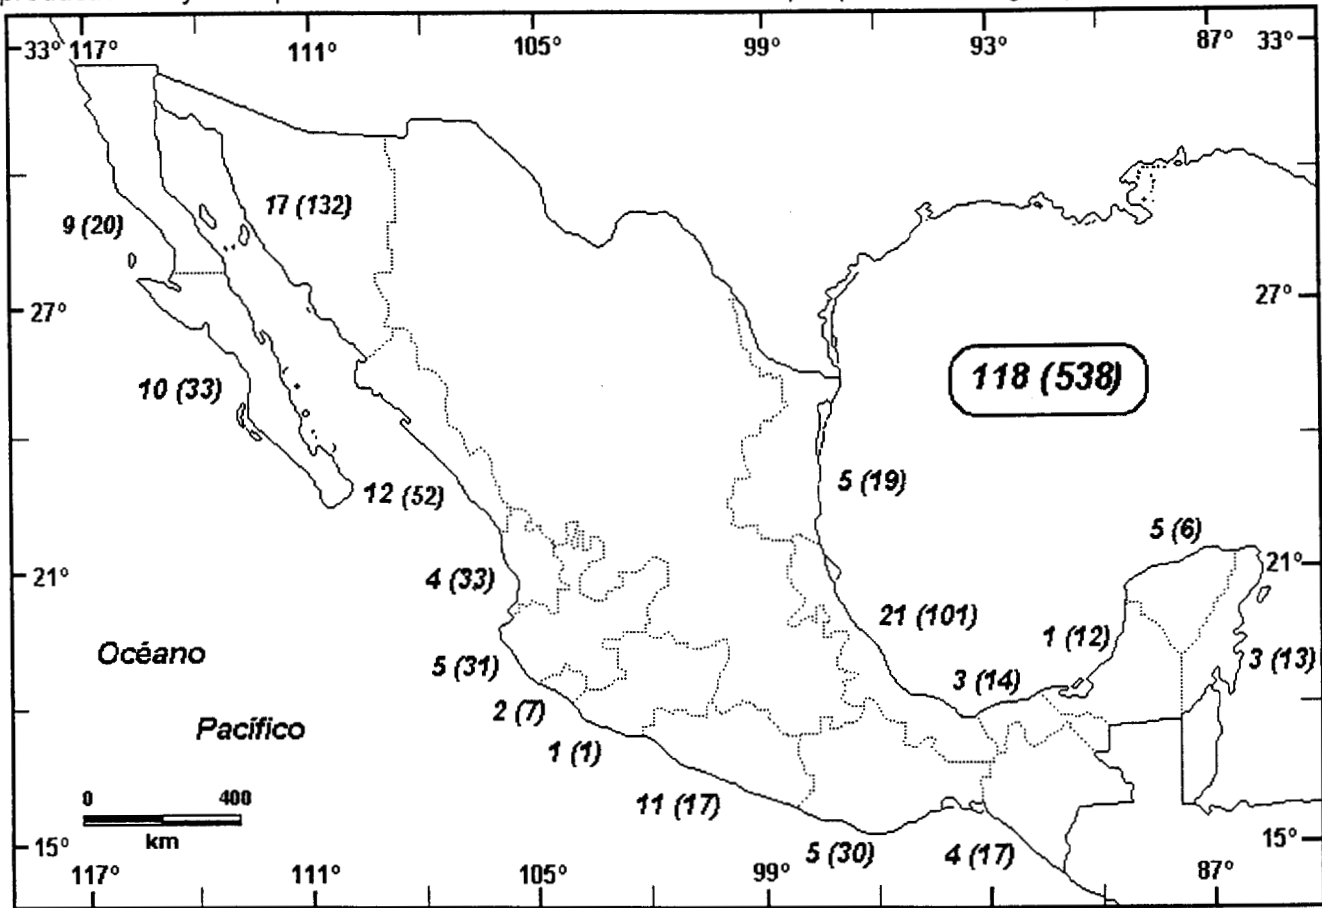 33° 117° 111° 105° 99° 93° 87° 33°
17 (132)
9 (20)
27° 27°
118 (538)
10 (33)
5 (19)
12 (52)
5 (6)
21° 4 (33) 21°
21 (101)
1 (12)
Océano 5 (31) 3 (14) 3 (13)
2 (7)
Pacífico
1 (1)
0 400
11 (17)
km
15° 5 (30) 4 (17) 15°
117° 111° 105° 99° 87°